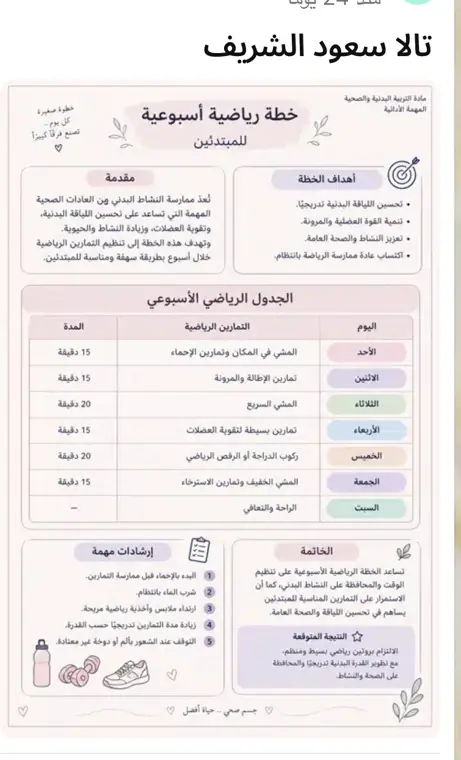 منذ 24 يومًا
تالا سعود الشريف
مادة التربية البدنية والصحية
المهمة الأدائية
خطة رياضية أسبوعية
للمبتدئين
خطوة صغيرة
كل يوم ..
تصنع فرقًا كبيرًا
أهداف الخطة
• تحسين اللياقة البدنية تدريجيًا.
• تنمية القوة العضلية والمرونة.
• تعزيز النشاط والصحة العامة.
• اكتساب عادة ممارسة الرياضة بانتظام.
مقدمة
تُعدّ ممارسة النشاط البدني من العادات الصحية
المهمة التي تساعد على تحسين اللياقة البدنية،
وتقوية العضلات، وزيادة النشاط والحيوية.
وتهدف هذه الخطة إلى تنظيم التمارين الرياضية
خلال أسبوع بطريقة سهلة ومناسبة للمبتدئين.
الجدول الرياضي الأسبوعي
اليوم التمارين الرياضية المدة
الأحد المشي في المكان وتمارين الإحماء 15 دقيقة
الاثنين تمارين الإطالة والمرونة 15 دقيقة
الثلاثاء المشي السريع 20 دقيقة
الأربعاء تمارين بسيطة لتقوية العضلات 15 دقيقة
الخميس ركوب الدراجة أو الرقص الرياضي 20 دقيقة
الجمعة المشي الخفيف وتمارين الاسترخاء 15 دقيقة
السبت الراحة والتعافي —
إرشادات مهمة
1 البدء بالإحماء قبل ممارسة التمارين.
2 شرب الماء بانتظام.
3 ارتداء ملابس وأحذية رياضية مريحة.
4 زيادة مدة التمارين تدريجيًا حسب القدرة.
5 التوقف عند الشعور بألم أو دوخة غير معتادة.
الخاتمة
تساعد الخطة الرياضية الأسبوعية على تنظيم
الوقت والمحافظة على النشاط البدني، كما أن
الاستمرار على التمارين المناسبة للمبتدئين
يساهم في تحسين اللياقة والصحة العامة.
النتيجة المتوقعة
الالتزام بروتين رياضي بسيط ومنظم،
مع تطوير القدرة البدنية تدريجيًا والمحافظة
على الصحة والنشاط.
جسم صحي .. حياة أفضل